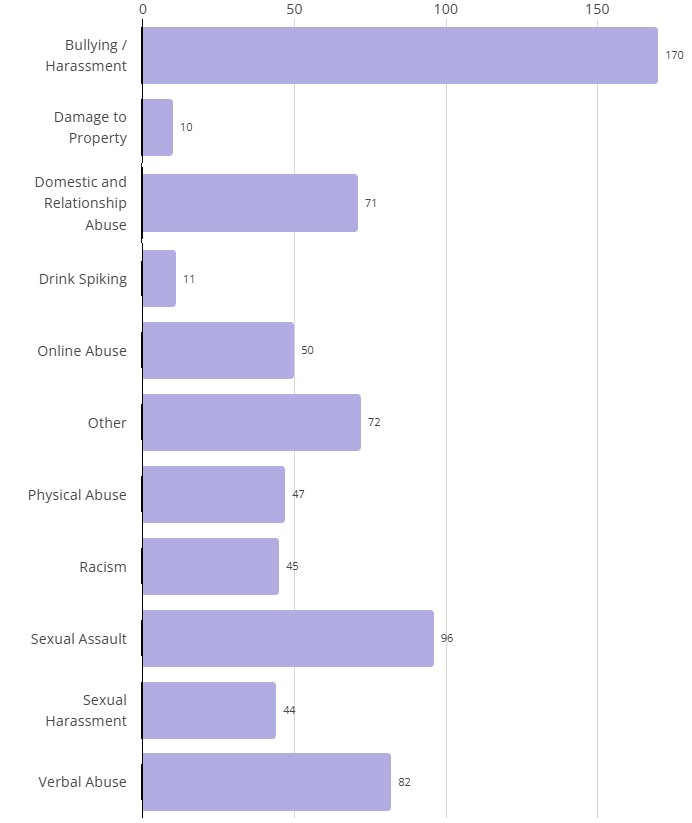 0 50 100 150
Bullying /
Harassment
170
Damage to
Property
10
Domestic and
Relationship
Abuse
71
Drink Spiking
11
Online Abuse
50
Other
72
Physical Abuse
47
Racism
45
Sexual Assault
96
Sexual
Harassment
44
Verbal Abuse
82